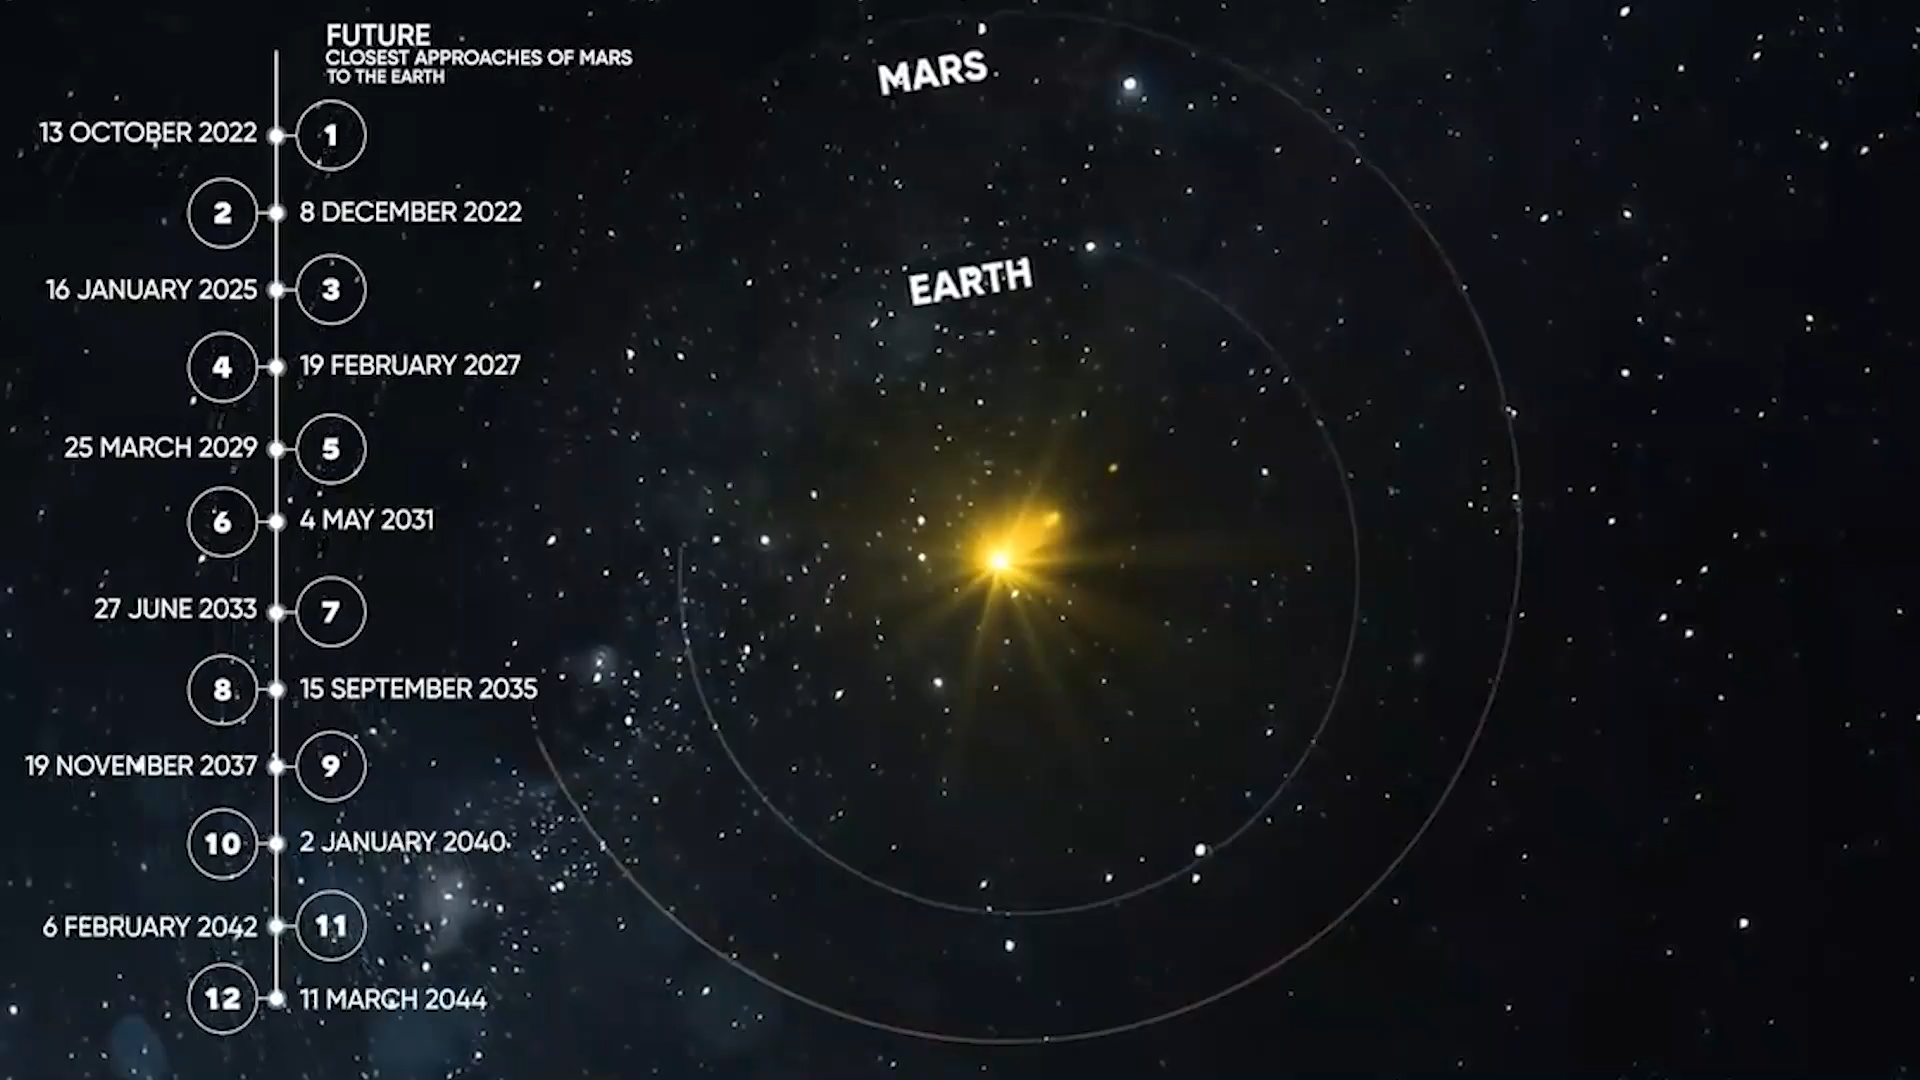 FUTURE
CLOSEST APPROACHES OF MARS
TO THE EARTH
13 OCTOBER 2022 1
2 8 DECEMBER 2022
16 JANUARY 2025 3
4 19 FEBRUARY 2027
25 MARCH 2029 5
6 4 MAY 2031
27 JUNE 2033 7
8 15 SEPTEMBER 2035
19 NOVEMBER 2037 9
10 2 JANUARY 2040
6 FEBRUARY 2042 11
12 11 MARCH 2044
MARS
EARTH